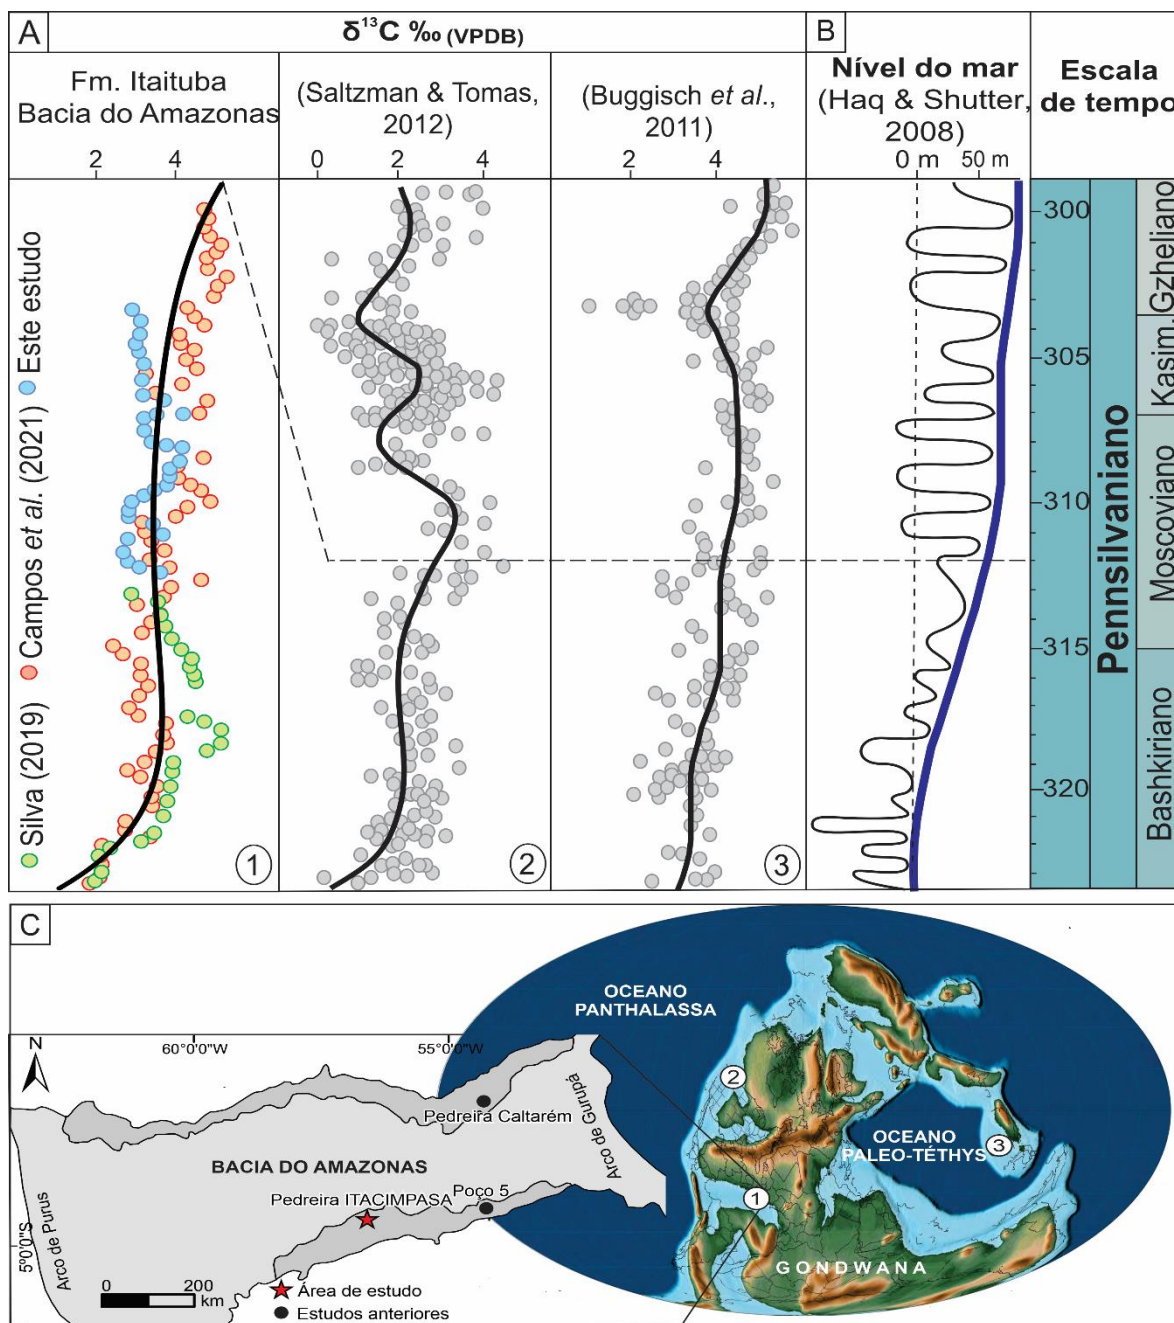 A
δ¹³C ‰ (VPDB)
B
Fm. Itaituba
Bacia do Amazonas
2 4
(Saltzman & Tomas,
2012)
0 2 4
(Buggisch et al.,
2011)
2 4
Nível do mar
(Haq & Shutter,
2008)
0 m 50 m
Escala
de tempo
Silva (2019)
Campos et al. (2021)
Este estudo
1
2
3
300
305
310
315
320
Pennsilvaniano
Gzheliano
Kasim.
Moscoviano
Bashkiriano
C
N
60°0'0"W
55°0'0"W
5°0'0"S
Pedreira Caltarém
Arco de Gurupa
BACIA DO AMAZONAS
Pedreira ITACIMPASA
Poço 5
Arco de Purus
0 200
km
Área de estudo
Estudos anteriores
OCEANO
PANTHALASSA
2
OCEANO
PALEO-TÉTHYS
3
1
GONDWANA